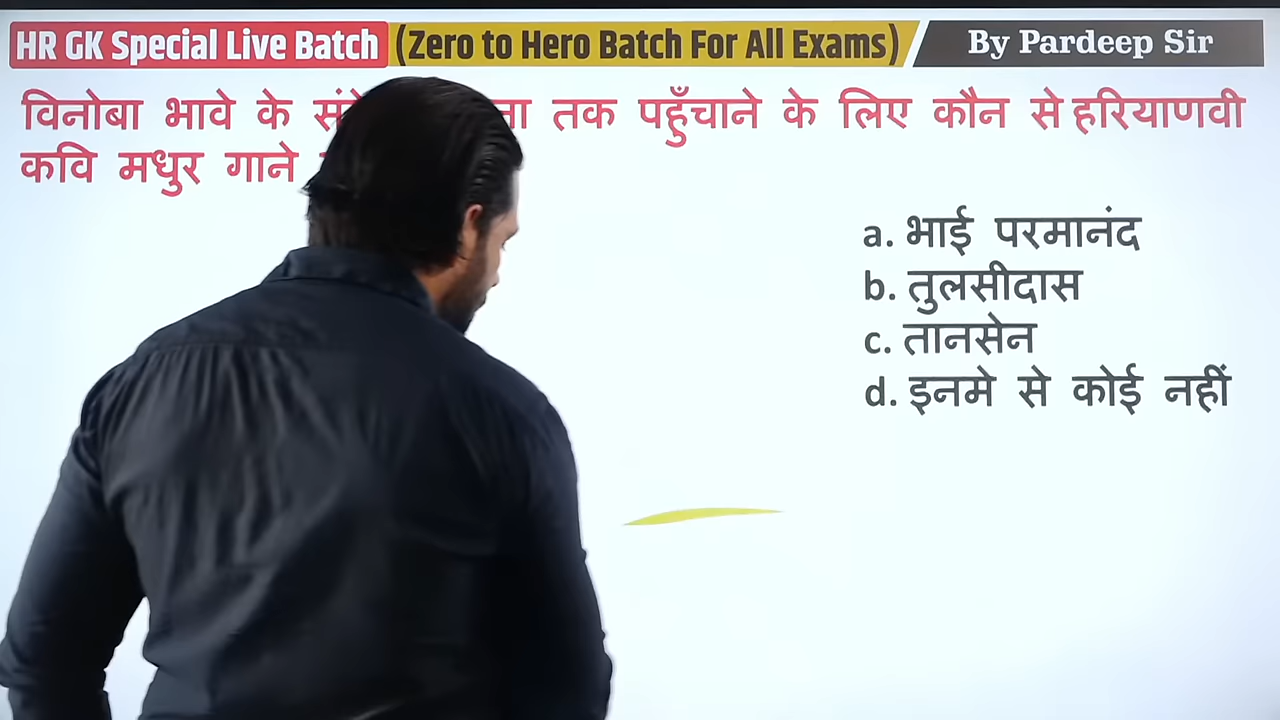 HR GK Special Live Batch (Zero to Hero Batch For All Exams) By Pardeep Sir
विनोबा भावे के तक पहुँचाने के लिए कौन से हरियाणवी
कवि मधुर गाने
a. भाई परमानंद
b. तुलसीदास
c. तानसेन
d. इनमे से कोई नहीं